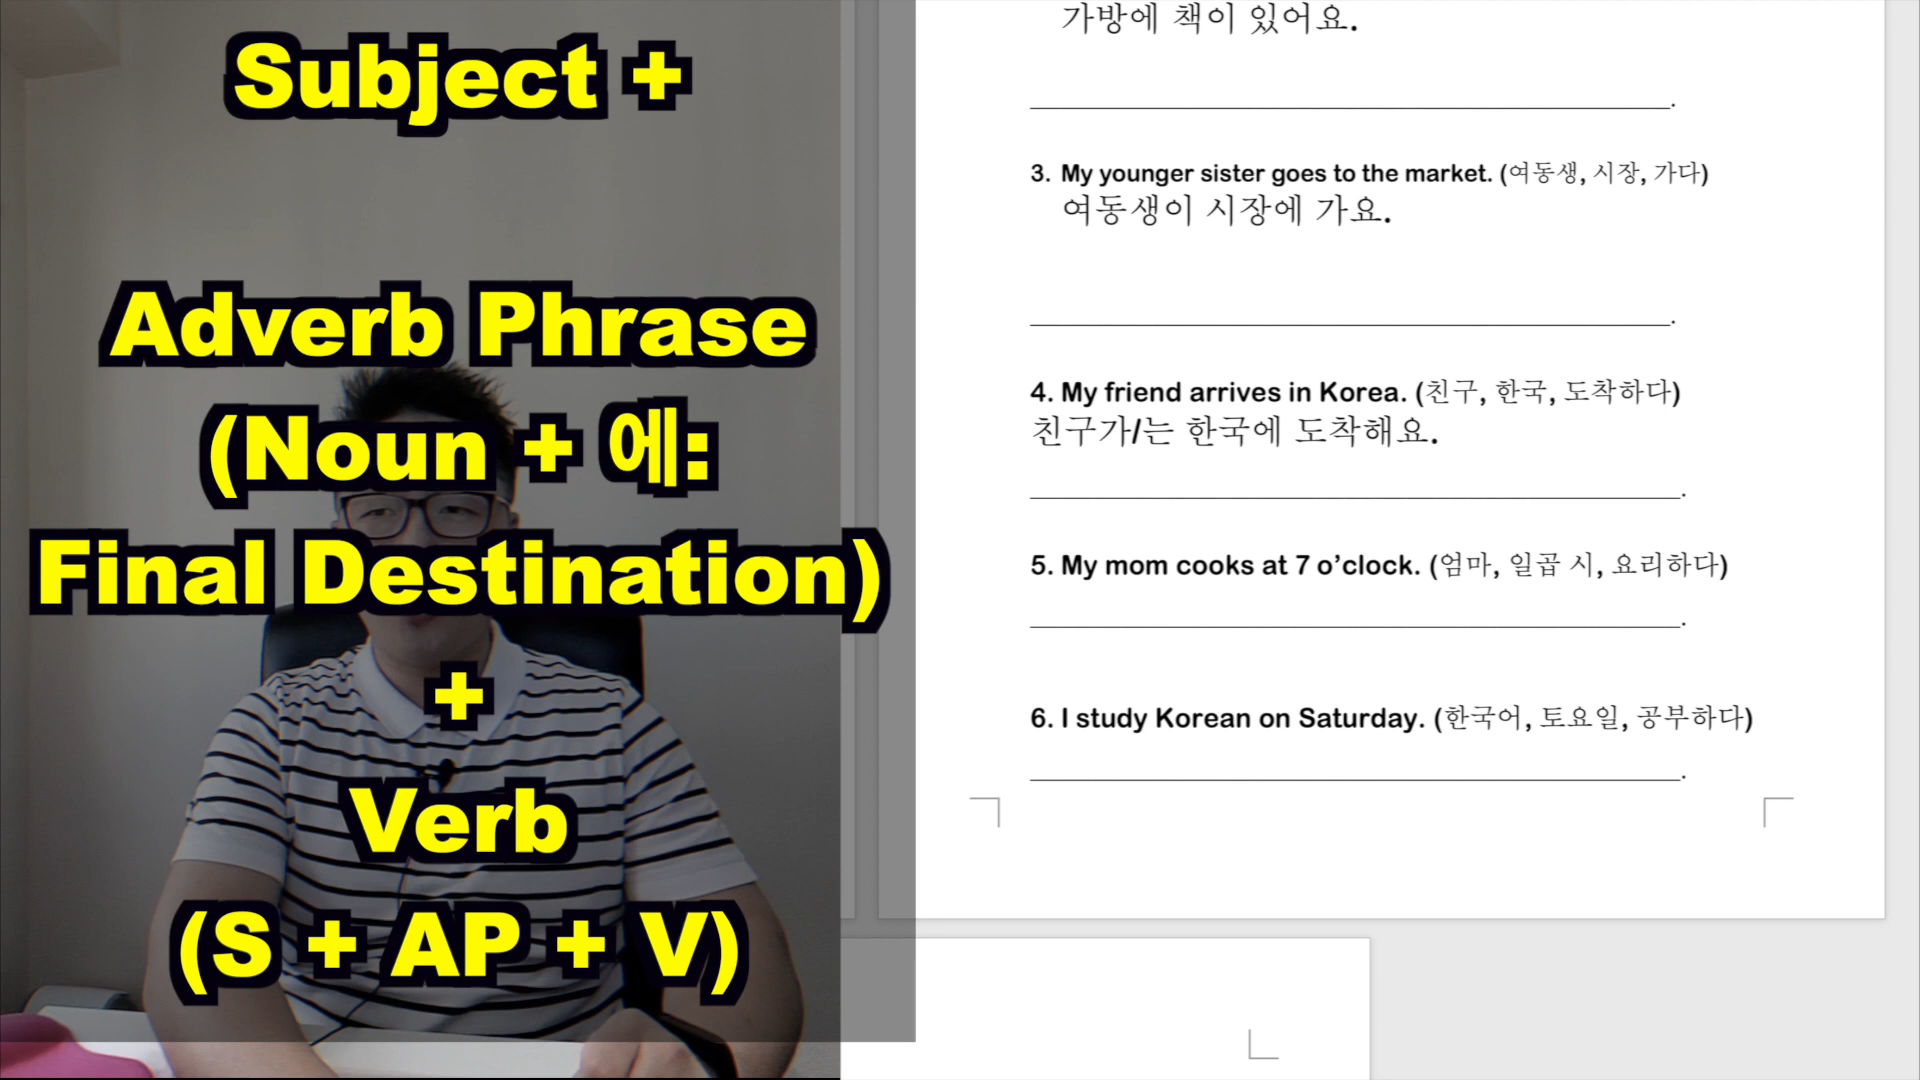 Subject +
Adverb Phrase
(Noun + 에:
Final Destination)
+
Verb
(S + AP + V)
가방에 책이 있어요.
3. My younger sister goes to the market. (여동생, 시장, 가다)
여동생이 시장에 가요.
4. My friend arrives in Korea. (친구, 한국, 도착하다)
친구가/는 한국에 도착해요.
5. My mom cooks at 7 o’clock. (엄마, 일곱 시, 요리하다)
6. I study Korean on Saturday. (한국어, 토요일, 공부하다)